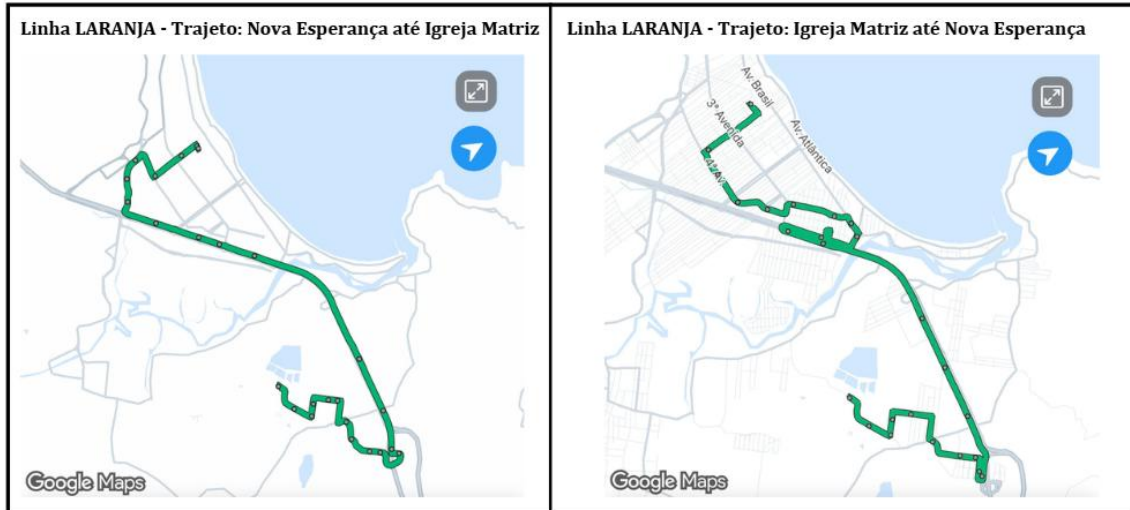 Linha LARANJA - Trajeto: Nova Esperança até Igreja Matriz
Google Maps
Linha LARANJA - Trajeto: Igreja Matriz até Nova Esperança
Av. Brasil
3ª Avenida
Av. Atlântica
4ª Av
Google Maps